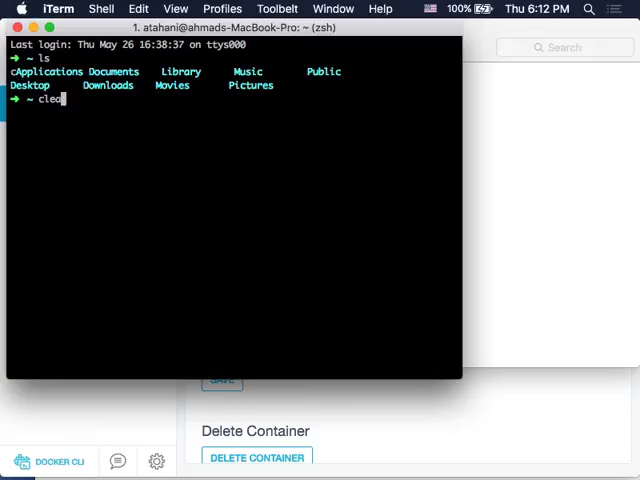 iTerm Shell Edit View Profiles Toolbelt Window Help 100% Thu 6:12 PM
1. atahani@ahmads-MacBook-Pro: ~ (zsh)
Search
Last login: Thu May 26 16:38:37 on ttys000
➜ ~ ls
cApplications Documents Library Music Public
Desktop Downloads Movies Pictures
➜ ~ clea
SAVE
Delete Container
DELETE CONTAINER
DOCKER CLI